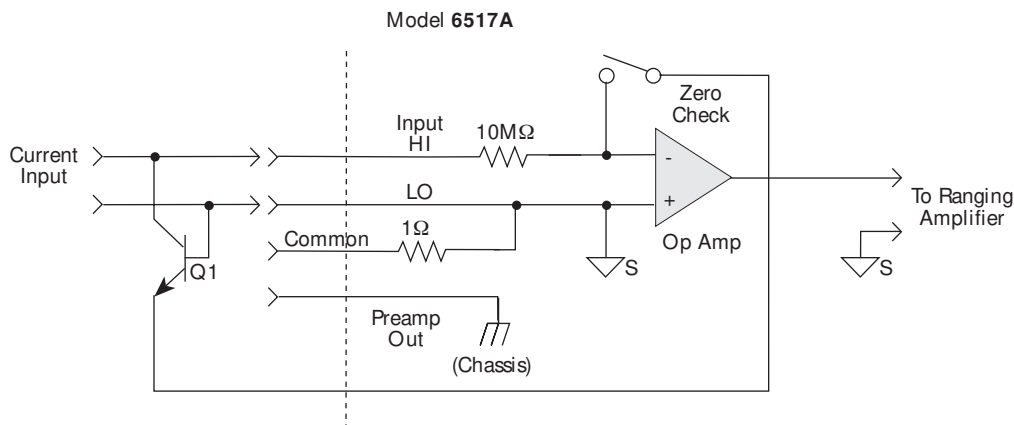 Model 6517A
Zero
Check
Input
HI
10MΩ
Current
Input
-
LO
+
To Ranging
Amplifier
1Ω
Common
Op Amp
Q1
S
S
Preamp
Out
(Chassis)